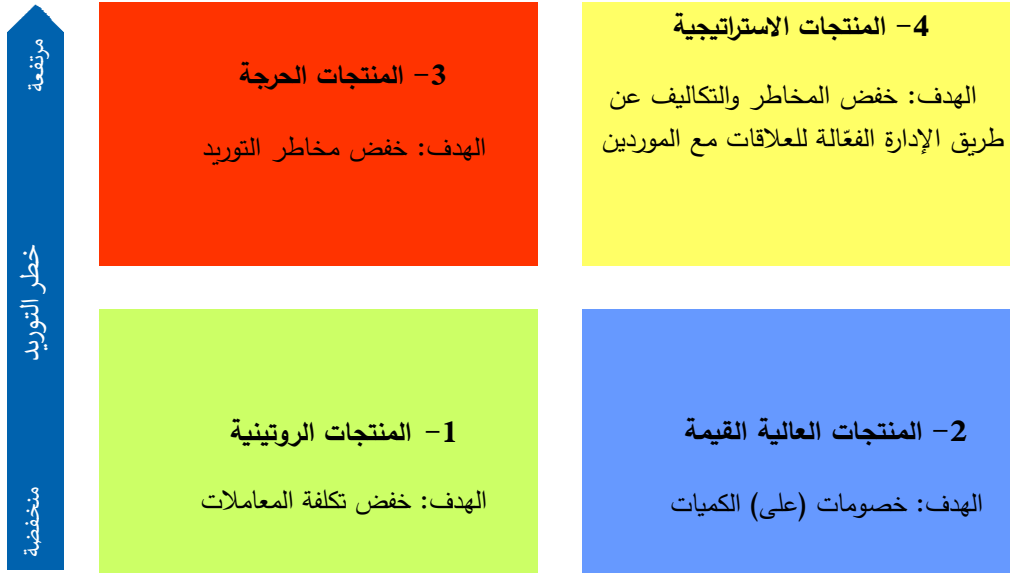 4- المنتجات الاستراتيجية
الهدف: خفض المخاطر والتكاليف عن
طريق الإدارة الفعّالة للعلاقات مع الموردين
3- المنتجات الحرجة
الهدف: خفض مخاطر التوريد
مرتفعة
خطر التوريد
منخفضة
2- المنتجات العالية القيمة
الهدف: خصومات (على) الكميات
1- المنتجات الروتينية
الهدف: خفض تكلفة المعاملات